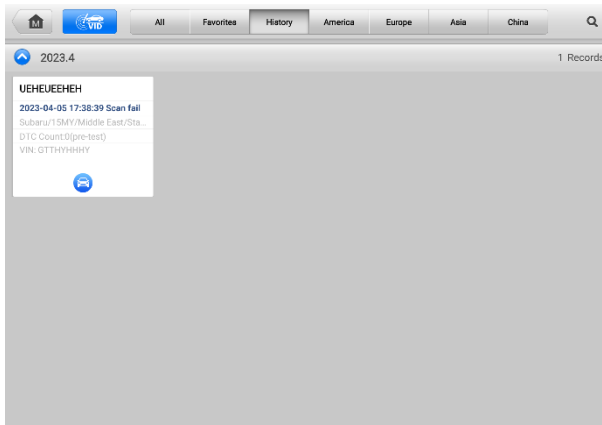 M
VID
All Favoritea History America Europe Asia China
2023.4
1 Records
UEHEUEEHEH
2023-04-05 17:38:39 Scan fail
Subaru/15MY/Middle East/Sta...
DTC Count:0(pre-test)
VIN: GTTHYHHHY